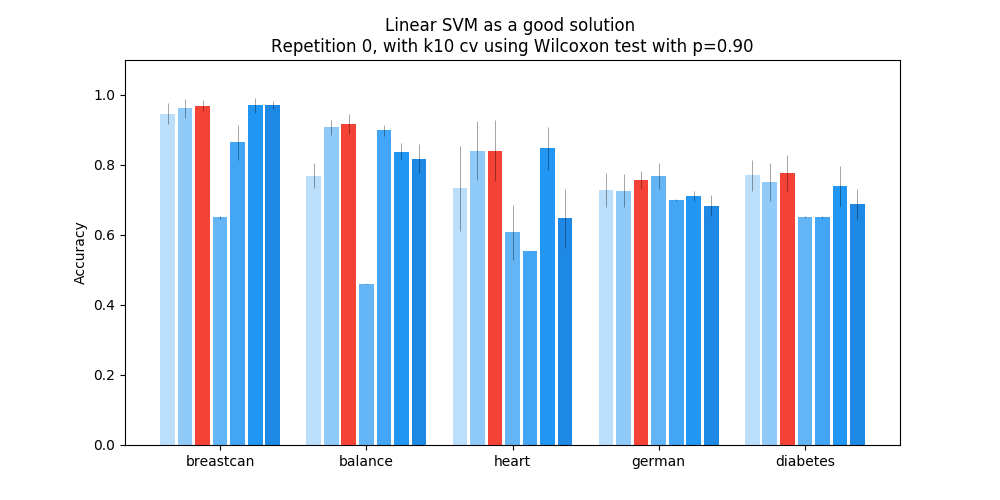 Linear SVM as a good solution
Repetition 0, with k10 cv using Wilcoxon test with p=0.90
Accuracy
1.0
0.8
0.6
0.4
0.2
0.0
breastcan balance heart german diabetes